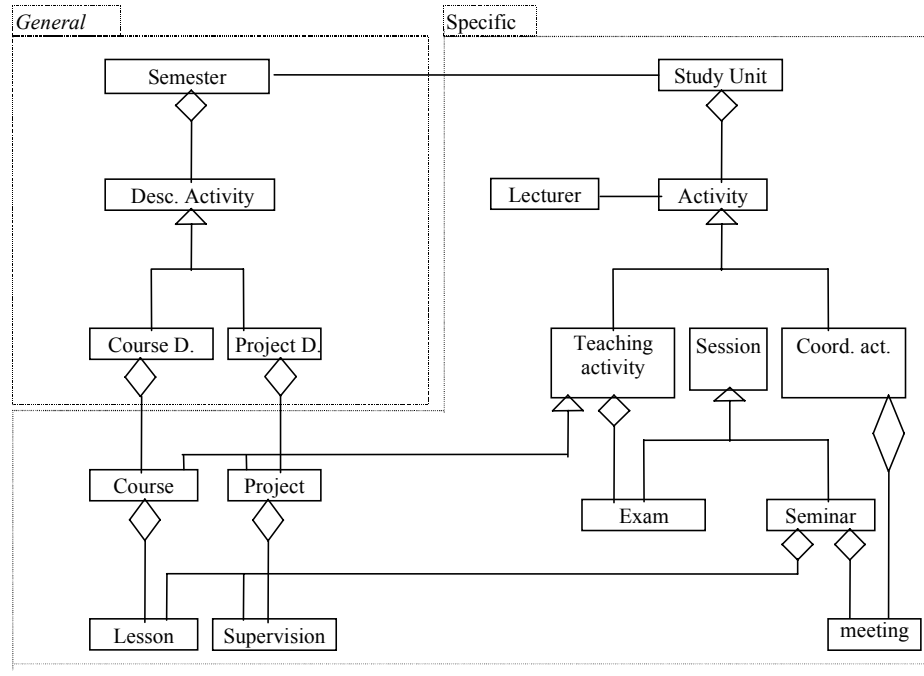 General
Specific
Semester
Study Unit
Desc. Activity
Lecturer
Activity
Course D.
Project D.
Teaching
activity
Session
Coord. act.
Course
Project
Exam
Seminar
Lesson
Supervision
meeting